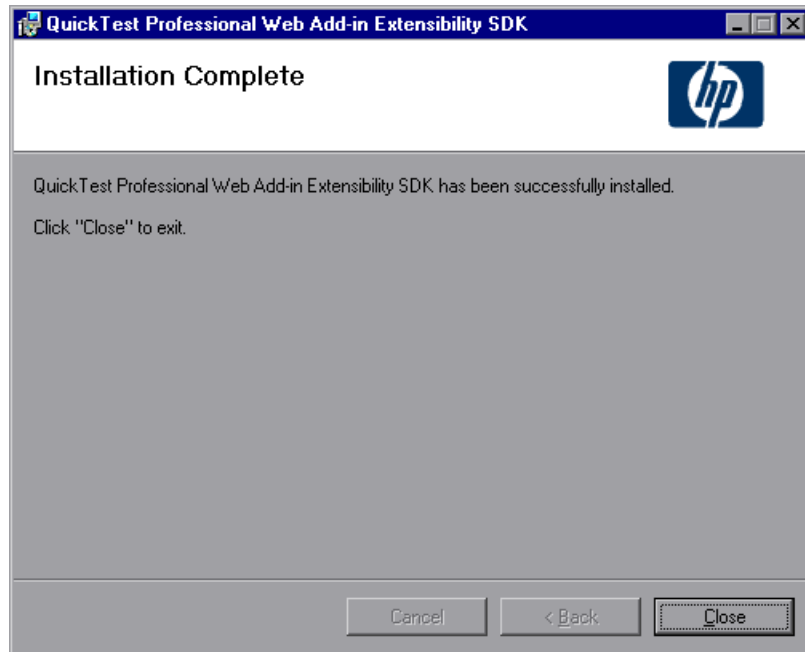 QuickTest Professional Web Add-in Extensibility SDK
Installation Complete
hp
QuickTest Professional Web Add-in Extensibility SDK has been successfully installed.
Click "Close" to exit.
Cancel
< Back
Close